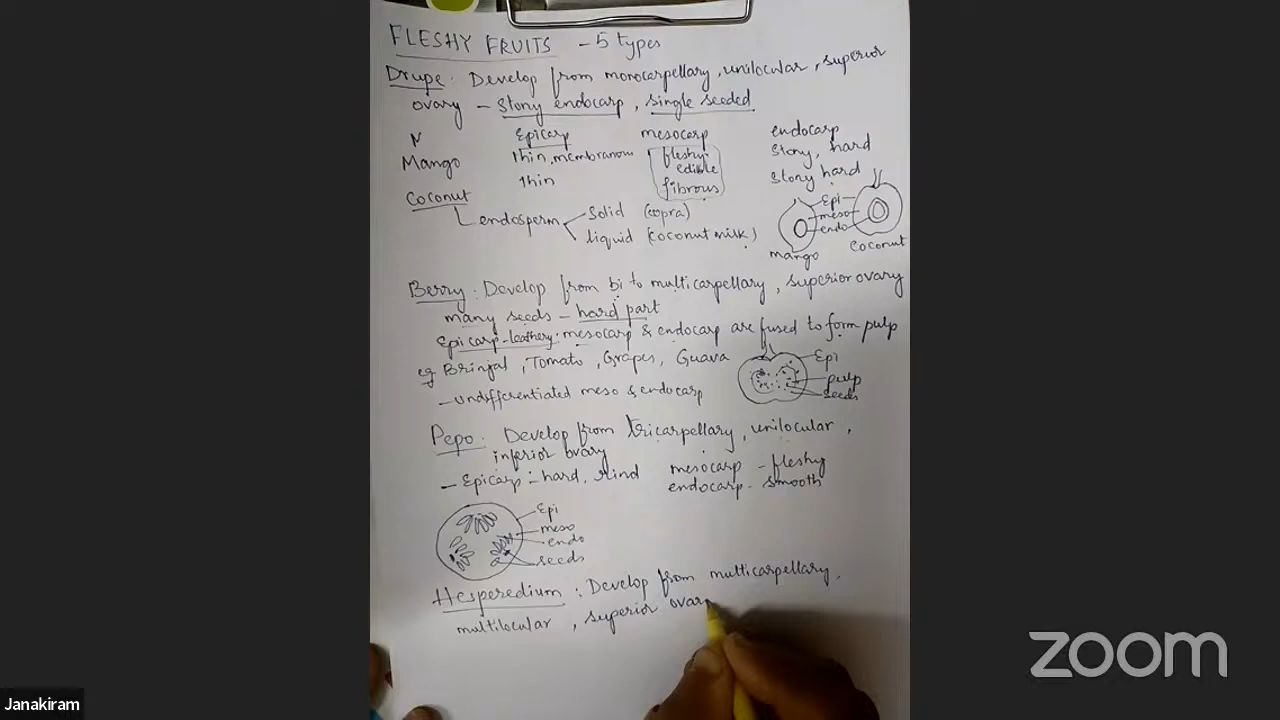 FLESHY FRUITS - 5 types
Drupe : Develop from monocarpellary, unilocular, superior
ovary - Stony endocarp, single seeded
N Epicarp mesocarp endocarp
Mango Thin, membranous fleshy edible Stony, hard
Coconut Thin fibrous Stony hard
endosperm solid (copra)
liquid (coconut milk)
Epi
meso
endo
mango
coconut
Berry : Develop from bi to multicarpellary, superior ovary
many seeds - hard part
Epicarp - leathery : mesocarp & endocarp are fused to form pulp
eg Brinjal, Tomato, Grapes, Guava
- Undifferentiated meso & endocarp
Epi
pulp
seeds
Pepo : Develop from tricarpellary, unilocular,
inferior ovary
- Epicarp - hard, rind mesocarp - fleshy
endocarp - smooth
Epi
meso
endo
seeds
Hesperedium : Develop from multicarpellary,
multilocular, superior ovary
zoom
Janakiram